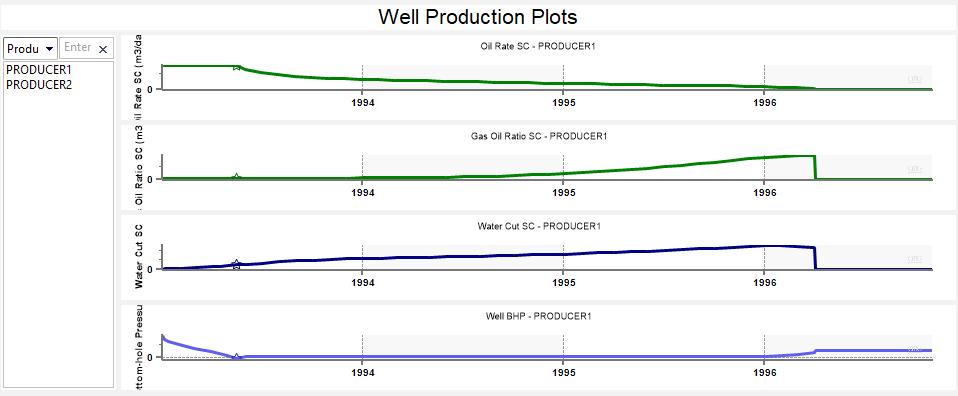 Well Production Plots
Produ
Enter
PRODUCER1
PRODUCER2
Oil Rate SC - PRODUCER1
il Rate SC (m3/da
0
1994 1995 1996
Gas Oil Ratio SC - PRODUCER1
Oil Ratio SC (m3
0
1994 1995 1996
Water Cut SC - PRODUCER1
Water Cut SC
0
1994 1995 1996
Well BHP - PRODUCER1
ttom-hole Pressu
0
1994 1995 1996